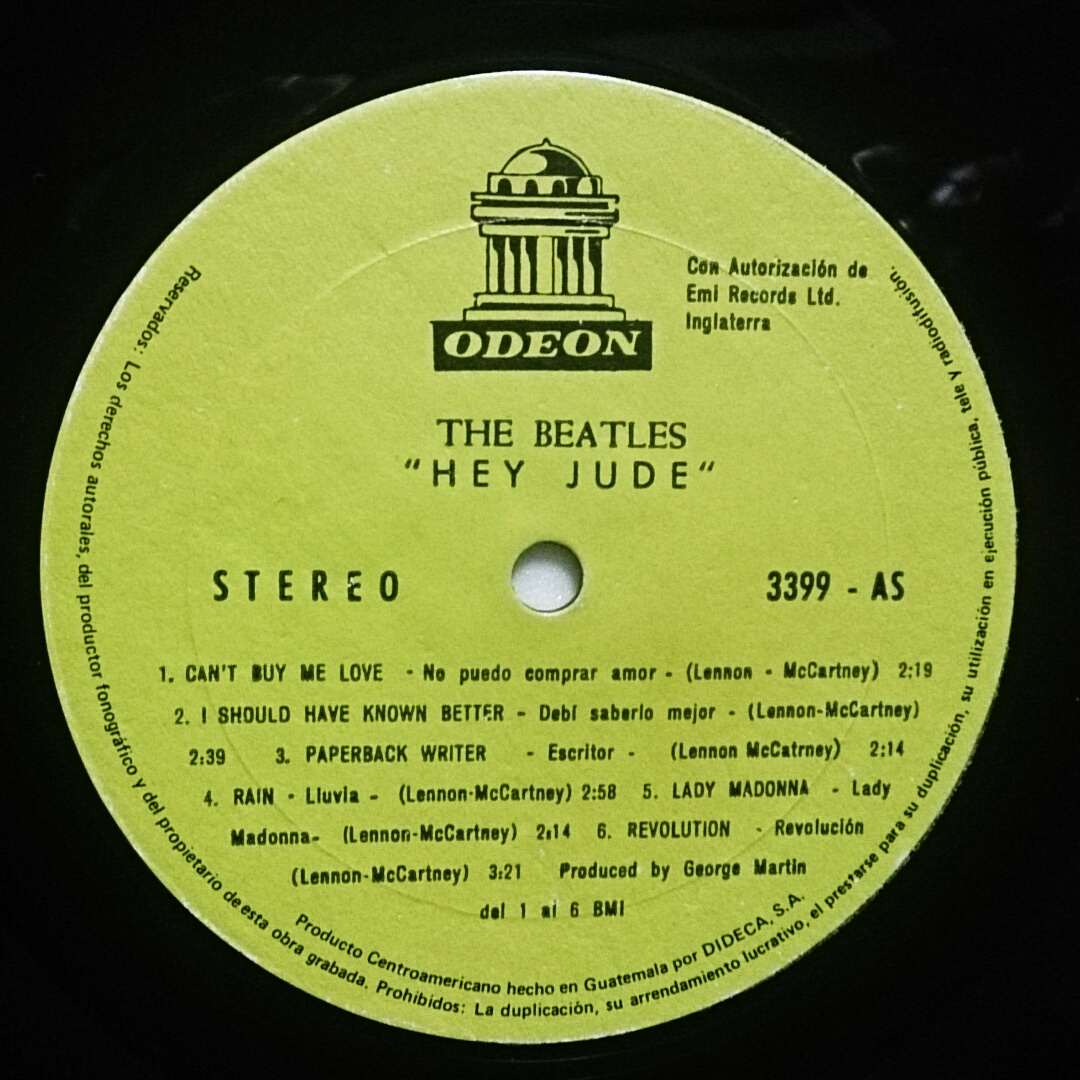 ODEON
Con Autorización de
Emi Records Ltd.
Inglaterra
THE BEATLES
"HEY JUDE"
STEREO
3399 - AS
1. CAN'T BUY ME LOVE - No puedo comprar amor - (Lennon - McCartney) 2:19
2. I SHOULD HAVE KNOWN BETTER - Debí saberlo mejor - (Lennon-McCartney)
2:39 3. PAPERBACK WRITER - Escritor - (Lennon McCatrney) 2:14
4. RAIN - Lluvia - (Lennon-McCartney) 2:58 5. LADY MADONNA - Lady
Madonna- (Lennon-McCartney) 2:14 6. REVOLUTION - Revolución
(Lennon-McCartney) 3:21 Produced by George Martin
del 1 al 6 BMI
Producto Centroamericano hecho en Guatemala por DIDECA, S.A.
Reservados: Los derechos autorales, del productor fonográfico y del propietario de esta obra grabada. Prohibidos: La duplicación, su arrendamiento lucrativo, el prestarse para su duplicación, su utilización en ejecución pública, tele y radiodifusión.